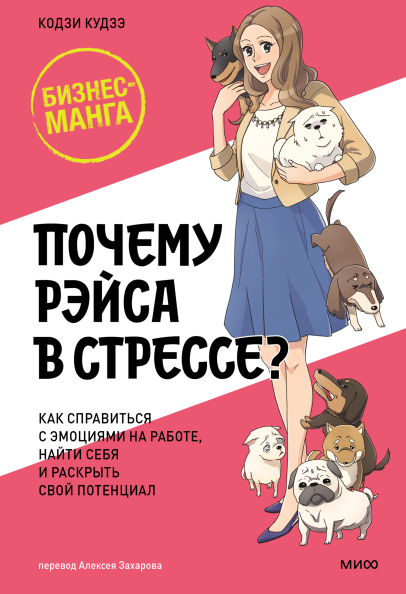 КОДЗИ КУДЗЭ
БИЗНЕС-
МАНГА
ПОЧЕМУ
РЭЙСА
В СТРЕССЕ?
КАК СПРАВИТЬСЯ
С ЭМОЦИЯМИ НА РАБОТЕ,
НАЙТИ СЕБЯ
И РАСКРЫТЬ
СВОЙ ПОТЕНЦИАЛ
перевод Алексея Захарова
МИФ